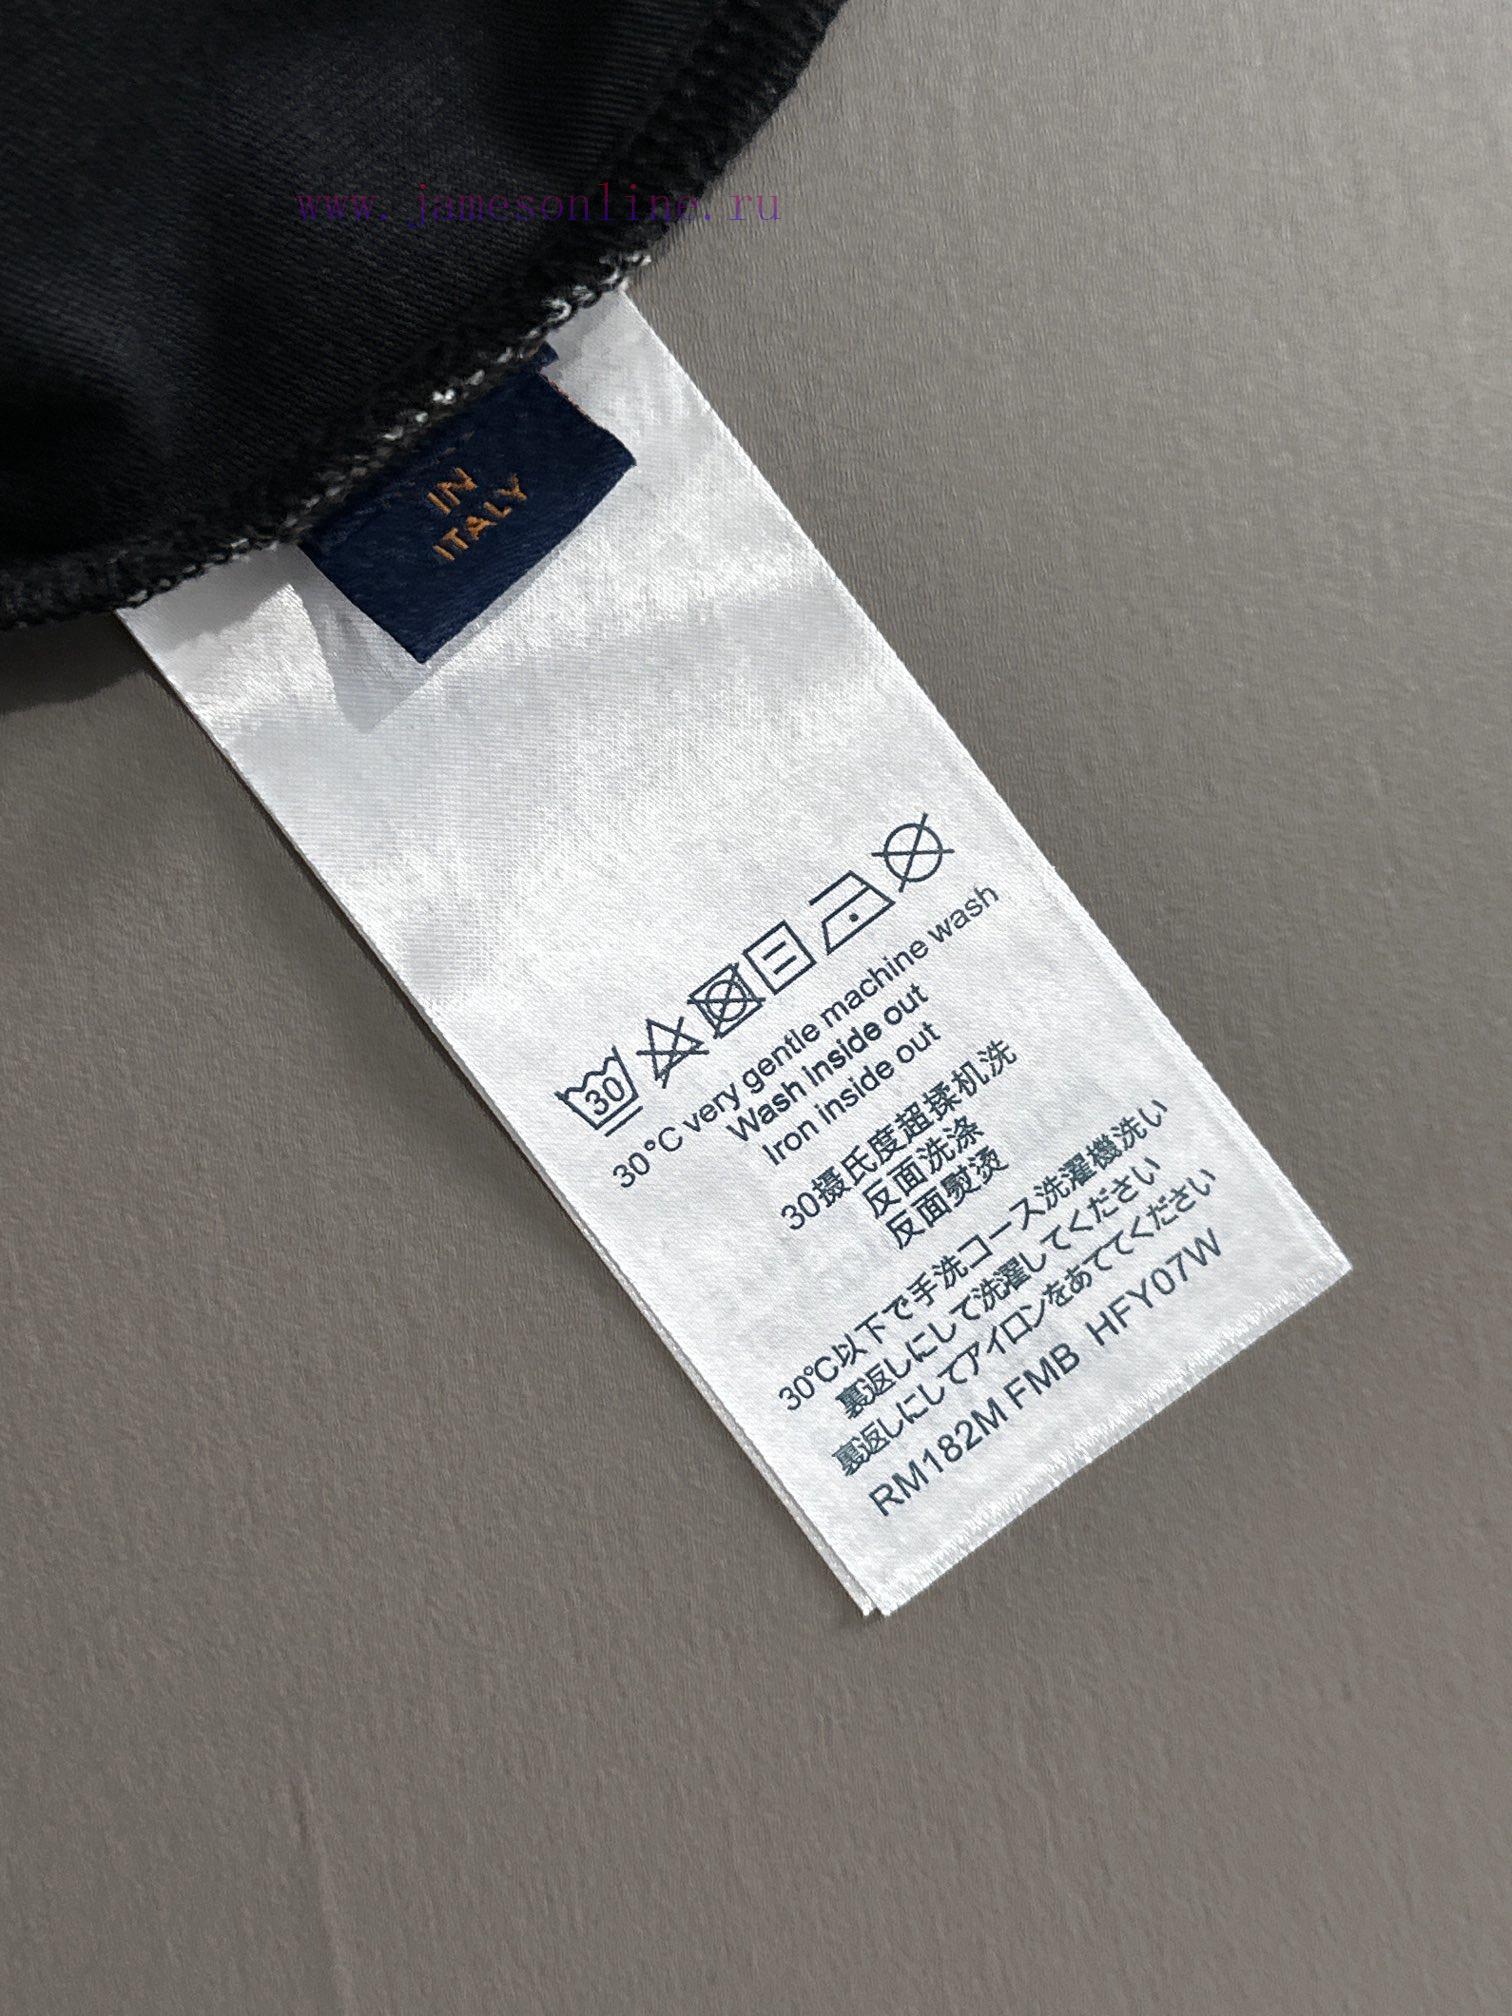 www.jamesonline.ru
IN
ITALY
30
30°C very gentle machine wash
Wash inside out
Iron inside out
30摄氏度超揉机洗
反面洗涤
反面熨烫
30℃以下で手洗コース洗濯機洗い
裏返しにして洗濯してください
裏返しにしてアイロンをあててください
RM182M FMB HFY07W